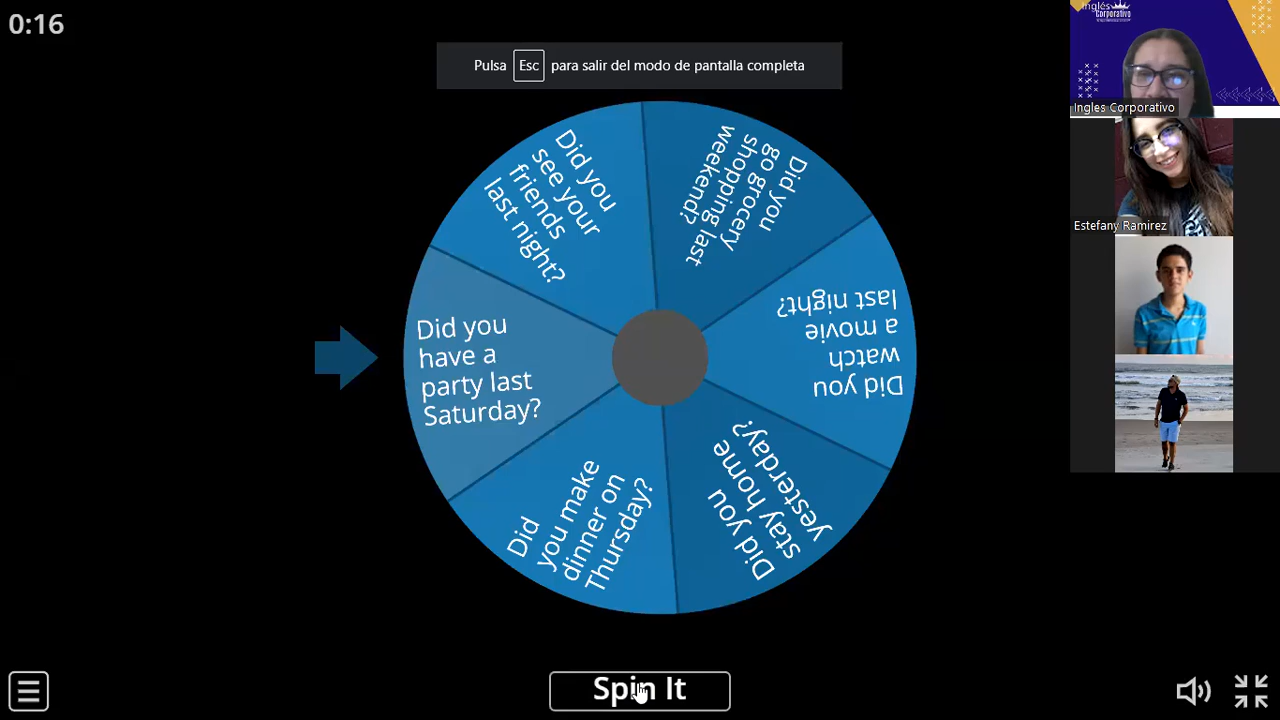 0:16
Pulsa Esc para salir del modo de pantalla completa
Did you
see your
friends
last night?
Did you
go grocery
shopping last
weekend?
Did you
watch
a movie
last night?
Did you
stay home
yesterday?
Did
you make
dinner on
Thursday?
Did you
have a
party last
Saturday?
Spin It
Inglés
Corporativo
Ingles Corporativo
Estefany Ramirez